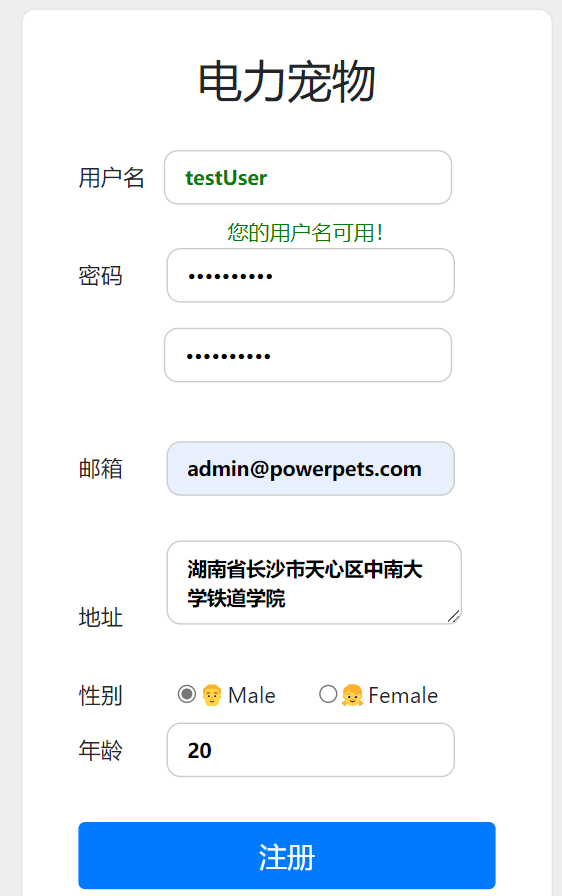 电力宠物
用户名 testUser
您的用户名可用！
密码 ••••••••••
••••••••••
邮箱 admin@powerpets.com
湖南省长沙市天心区中南大
学铁道学院
地址
性别 Male Female
年龄 20
注册